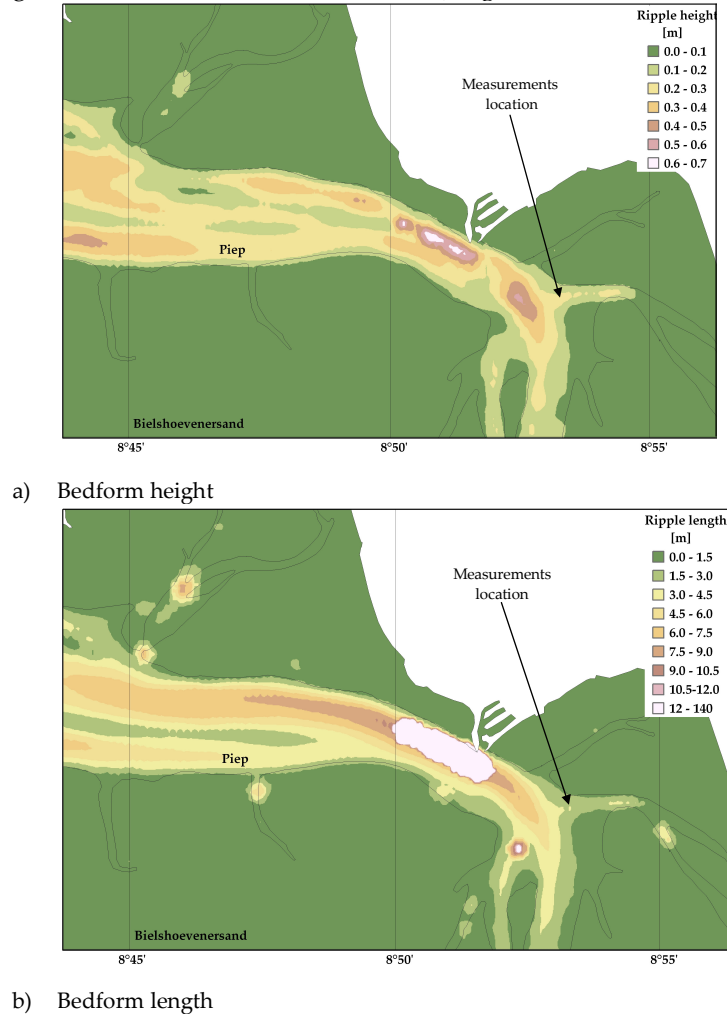 Ripple height
[m]
0.0 - 0.1
0.1 - 0.2
0.2 - 0.3
0.3 - 0.4
0.4 - 0.5
0.5 - 0.6
0.6 - 0.7
Measurements
location
Piep
Bielshoevenersand
8°45'
8°50'
8°55'
a) Bedform height
Ripple length
[m]
0.0 - 1.5
1.5 - 3.0
3.0 - 4.5
4.5 - 6.0
6.0 - 7.5
7.5 - 9.0
9.0 - 10.5
10.5-12.0
12 - 140
Measurements
location
Piep
Bielshoevenersand
8°45'
8°50'
8°55'
b) Bedform length